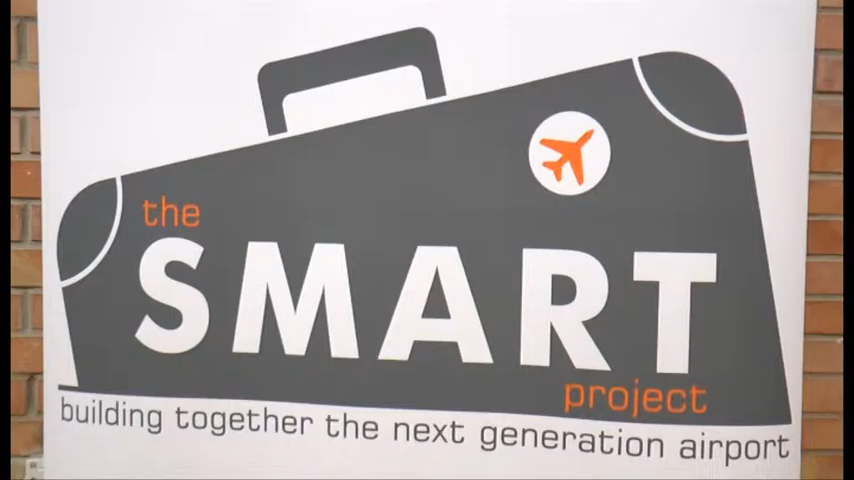 the
SMART
project
building together the next generation airport